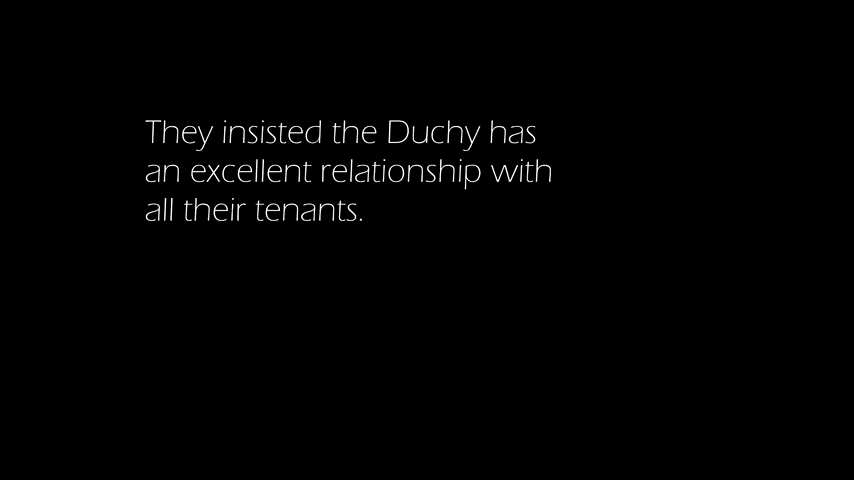 They insisted the Duchy has
an excellent relationship with
all their tenants.